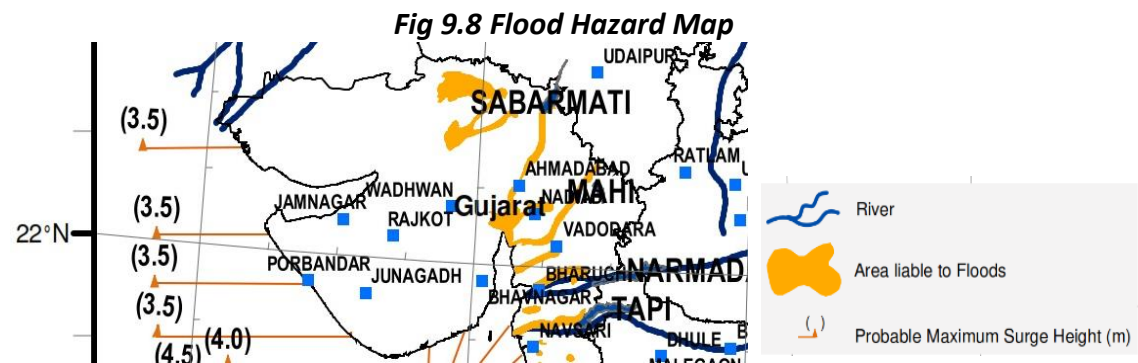 Fig 9.8 Flood Hazard Map
UDAIPUR
SABARMATI
(3.5)
RATLAM
U
AHMADABAD
WADHWAN
NADIAD
MAHI
JAMNAGAR
Gujarat
(3.5)
RAJKOT
VADODARA
22°N
(3.5)
PORBANDAR
JUNAGADH
BHARUCH
NARMADA
BHAVNAGAR
(3.5)
TAPI
NAVSARI
DHULE
B
(4.0)
(4.5)
MALEGAON
River
Area liable to Floods
( )
Probable Maximum Surge Height (m)